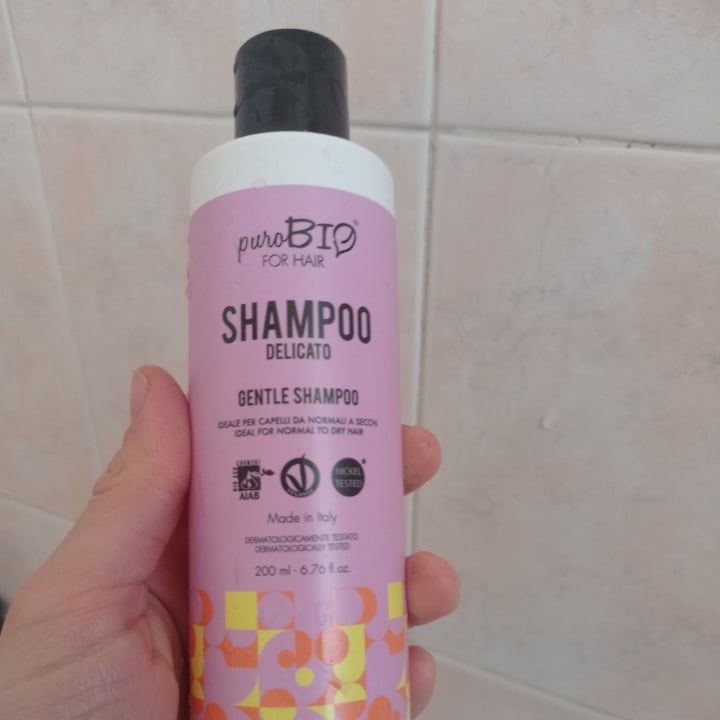 puroBIO®
FOR HAIR
SHAMPOO
DELICATO
GENTLE SHAMPOO
IDEALE PER CAPELLI DA NORMALI A SECCHI
IDEAL FOR NORMAL TO DRY HAIR
AIAB
NICKEL
TESTED
Made in Italy
DERMATOLOGICAMENTE TESTATO
DERMATOLOGICALLY TESTED
200 ml - 6.76 fl.oz.